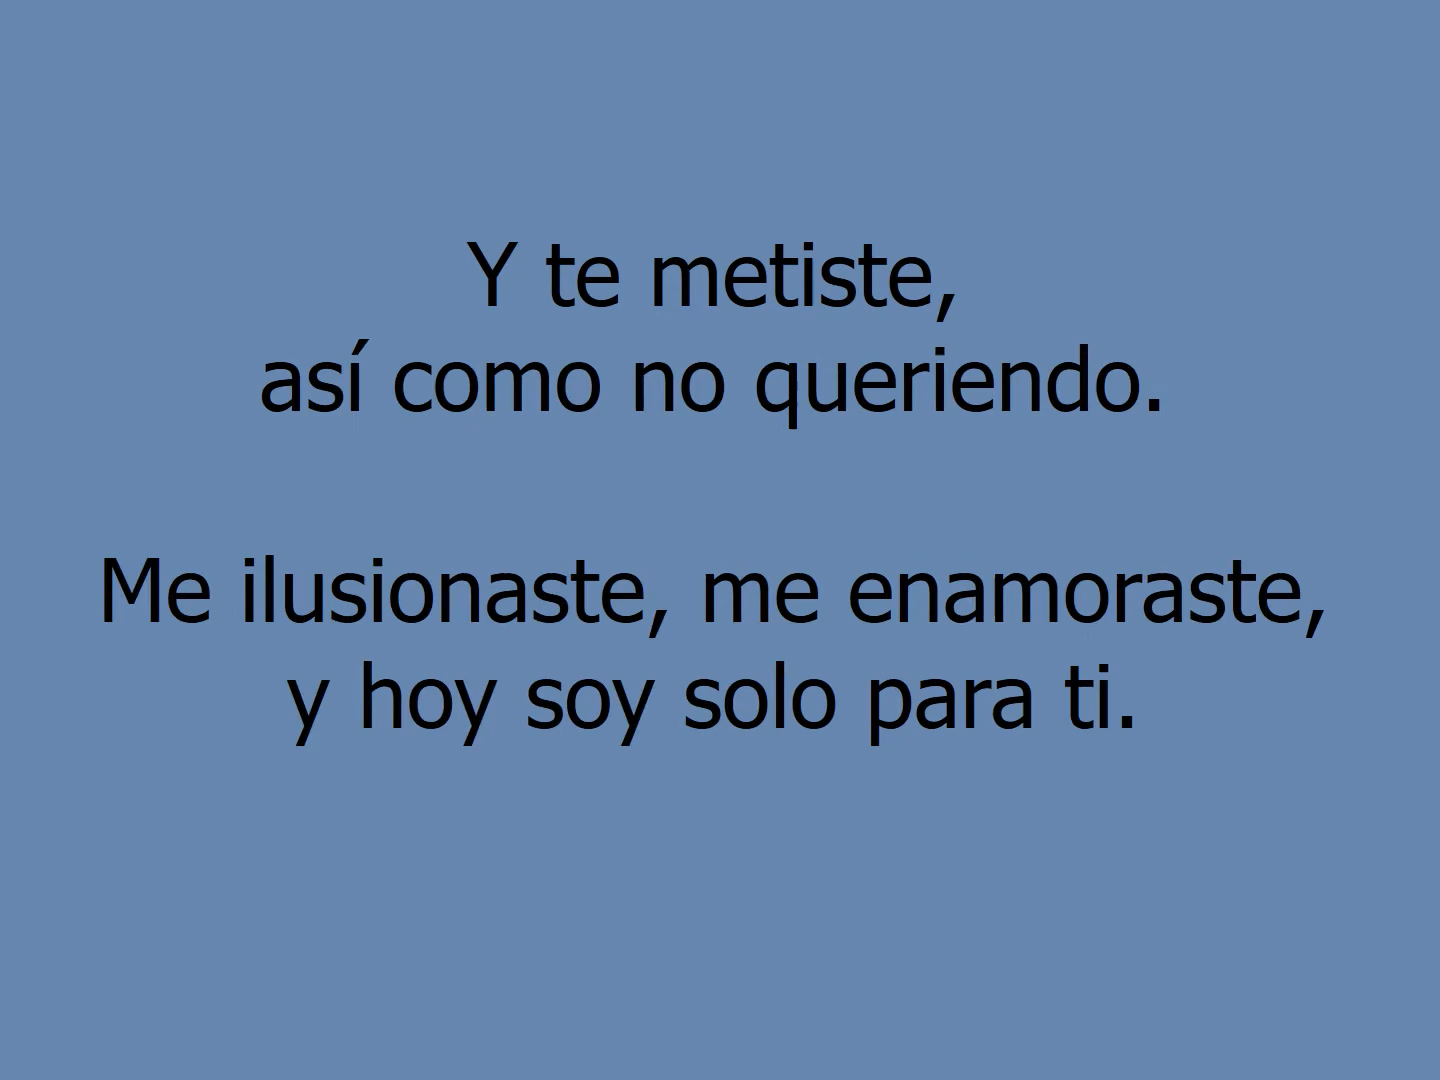 Y te metiste,
así como no queriendo.
Me ilusionaste, me enamoraste,
y hoy soy solo para ti.